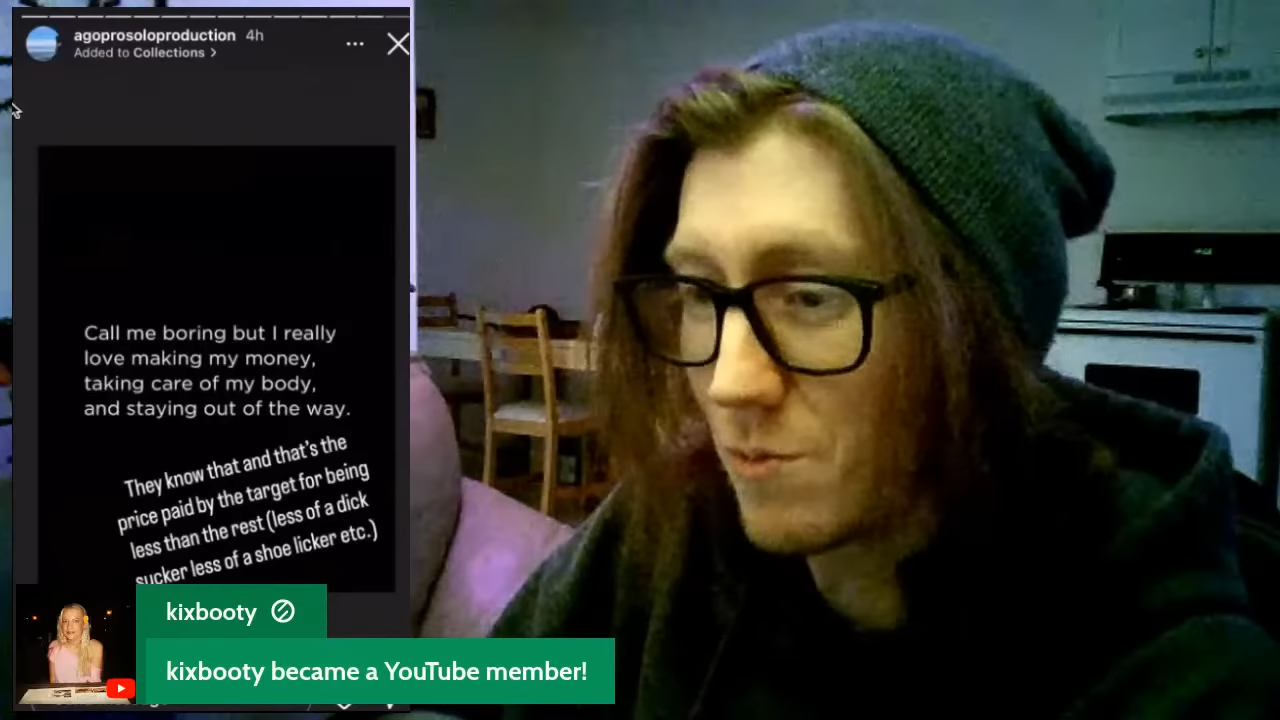 agoprosoloproduction 4h
Added to Collections >
Call me boring but I really
love making my money,
taking care of my body,
and staying out of the way.
They know that and that's the
price paid by the target for being
less than the rest (less of a dick
sucker less of a shoe licker etc.)
kixbooty
kixbooty became a YouTube member!